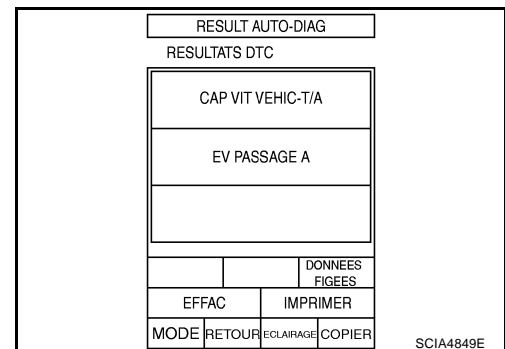 RESULT AUTO-DIAG
RESULTATS DTC
CAP VIT VEHIC-T/A
EV PASSAGE A
DONNEES
FIGEES
EFFAC IMPRIMER
MODE RETOUR ECLAIRAGE COPIER
SCIA4849E